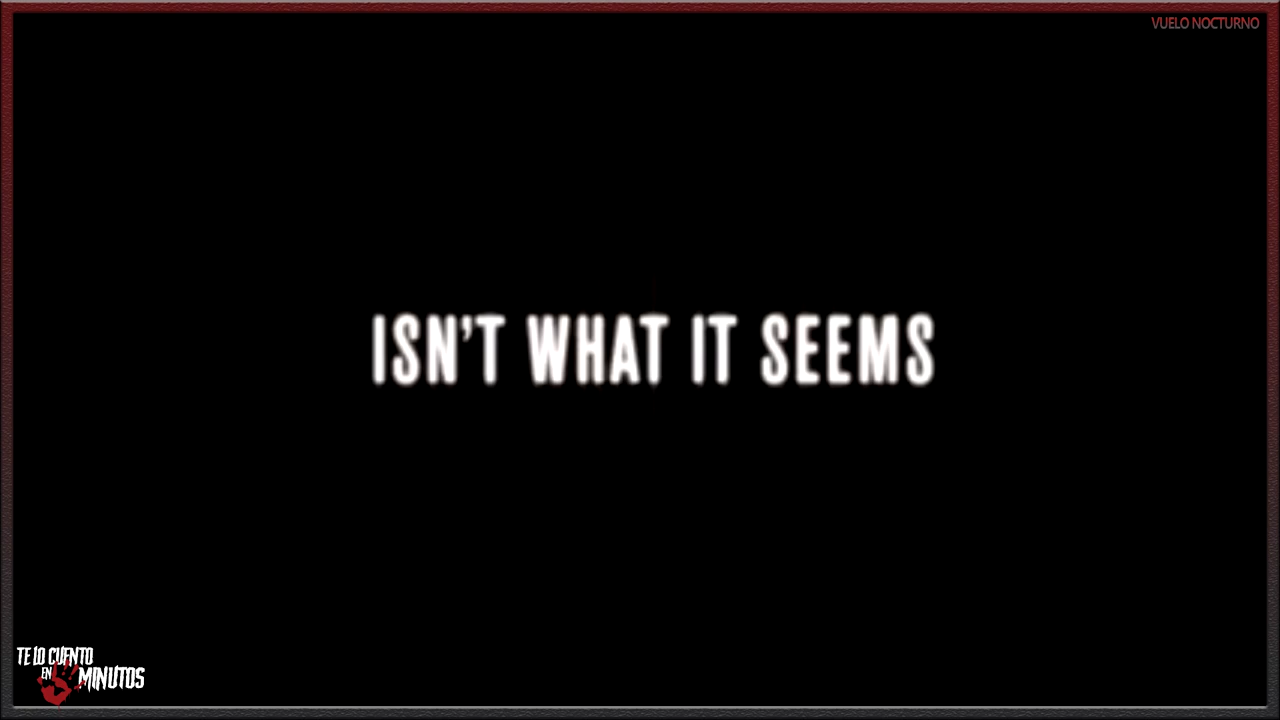 VUELO NOCTURNO
ISN'T WHAT IT SEEMS
TE LO CUENTO
EN MINUTOS